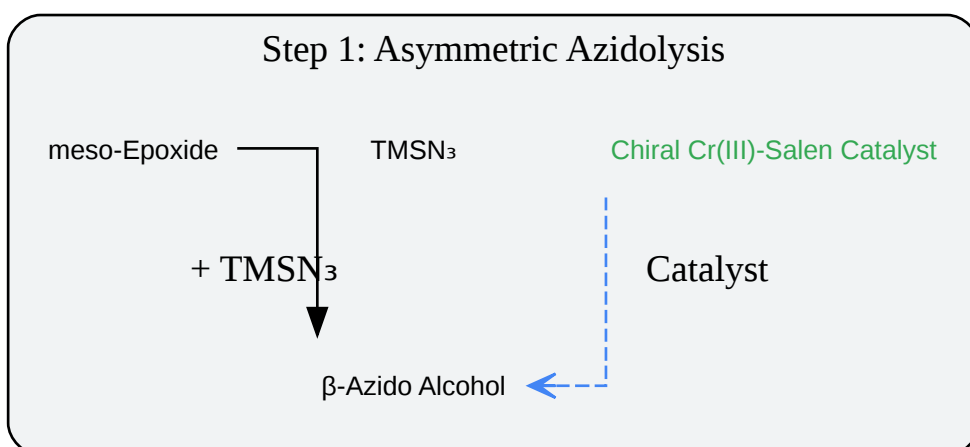 Step 1: Asymmetric Azidolysis
meso-Epoxide
TMSN₃
Chiral Cr(III)-Salen Catalyst
+ TMSN₃
Catalyst
β-Azido Alcohol